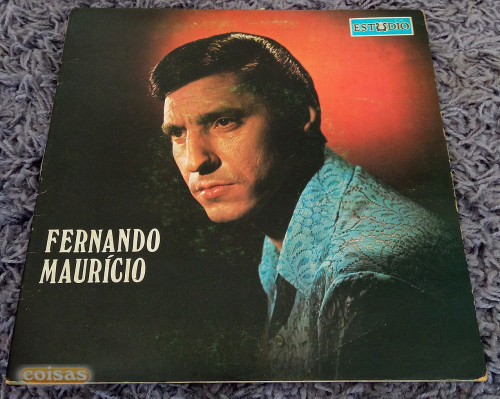 ESTÚDIO
FERNANDO
MAURÍCIO
coisas